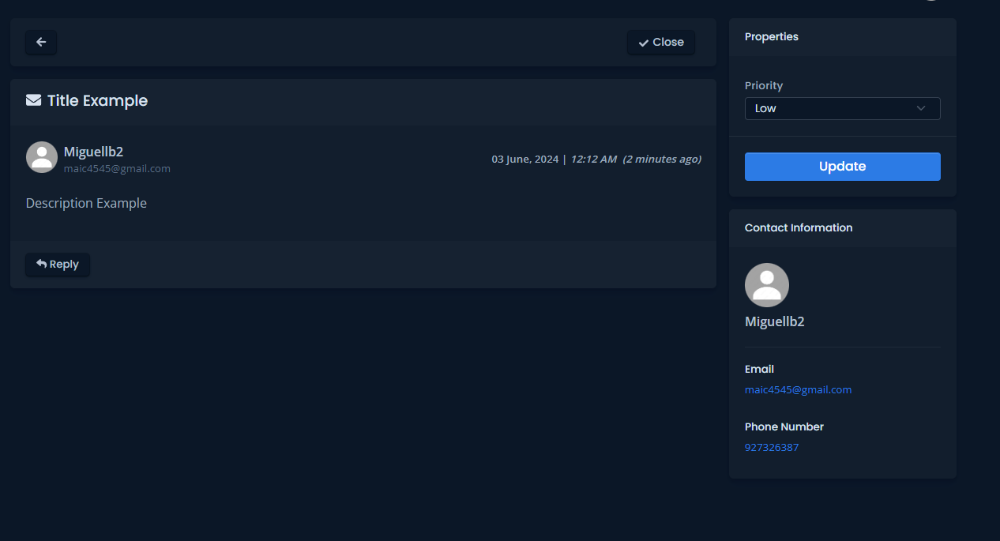 Close
Title Example
Miguellb2
maic4545@gmail.com
03 June, 2024 | 12:12 AM (2 minutes ago)
Description Example
Reply
Properties
Priority
Low
Update
Contact Information
Miguellb2
Email
maic4545@gmail.com
Phone Number
927326387